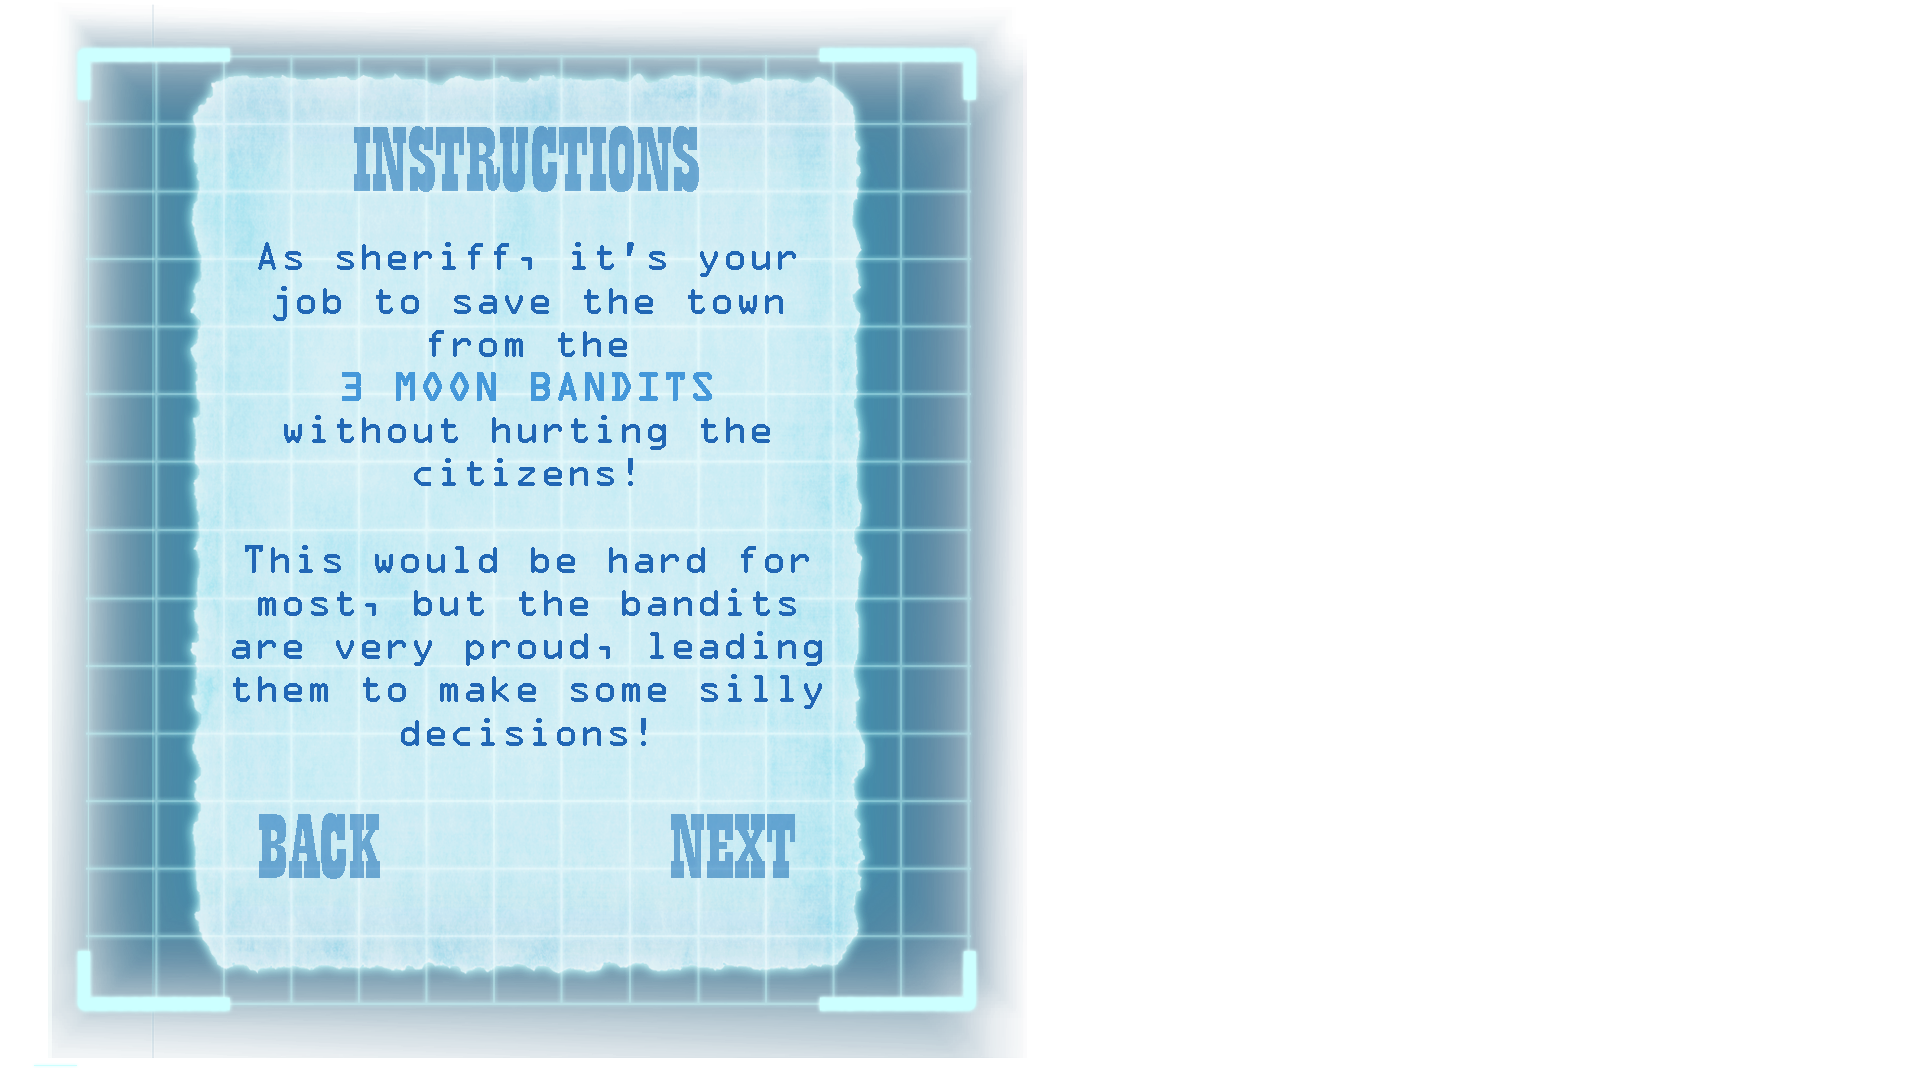 INSTRUCTIONS
As sheriff, it's your
job to save the town
from the
3 MOON BANDITS
without hurting the
citizens!
This would be hard for
most, but the bandits
are very proud, leading
them to make some silly
decisions!
BACK NEXT